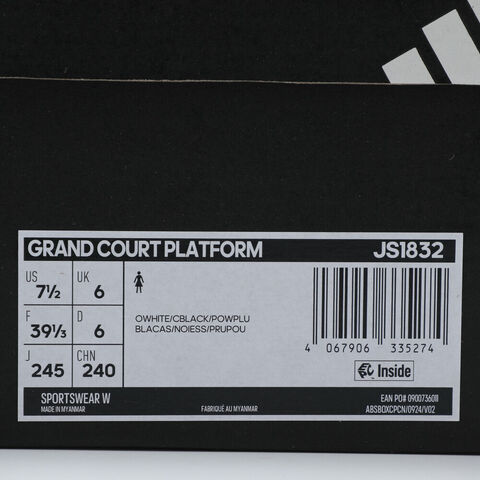 GRAND COURT PLATFORM JS1832
US 7½ UK 6
F 39⅓ D 6
J 245 CHN 240
OWHITE/CBLACK/POWPLU
BLACAS/NOIESS/PRUPOU
4 067906 335274
Inside
SPORTSWEAR W EAN PO# 0900736011
MADE IN MYANMAR FABRIQUÉ AU MYANMAR ABSBOXCPCN/0924/V02